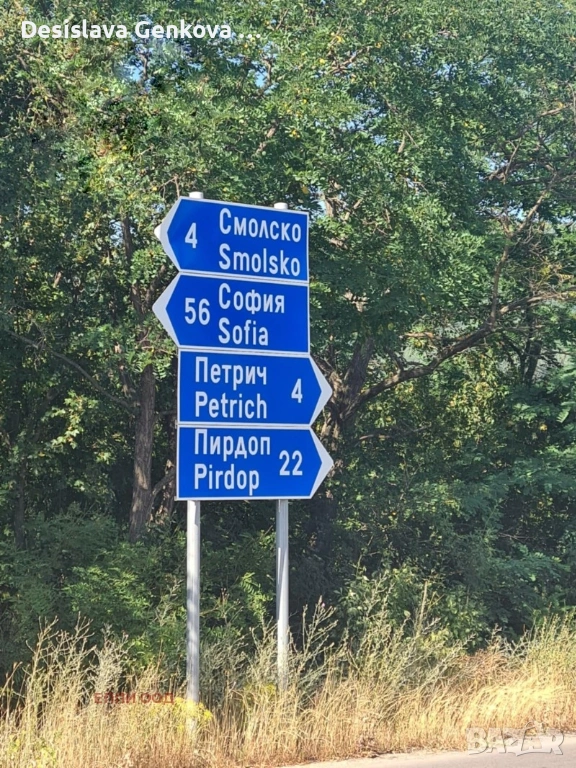 Desislava Genkova ...
4
Смолско
Smolsko
56
София
Sofia
Петрич
Petrich
4
Пирдоп
Pirdop
22
BAZAR